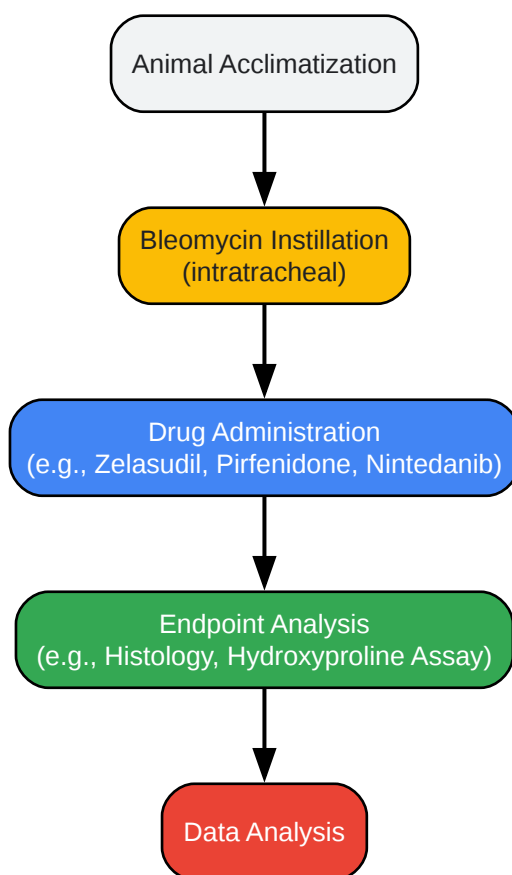 Animal Acclimatization
Bleomycin Instillation
(intratracheal)
Drug Administration
(e.g., Zelasudil, Pirfenidone, Nintedanib)
Endpoint Analysis
(e.g., Histology, Hydroxyproline Assay)
Data Analysis